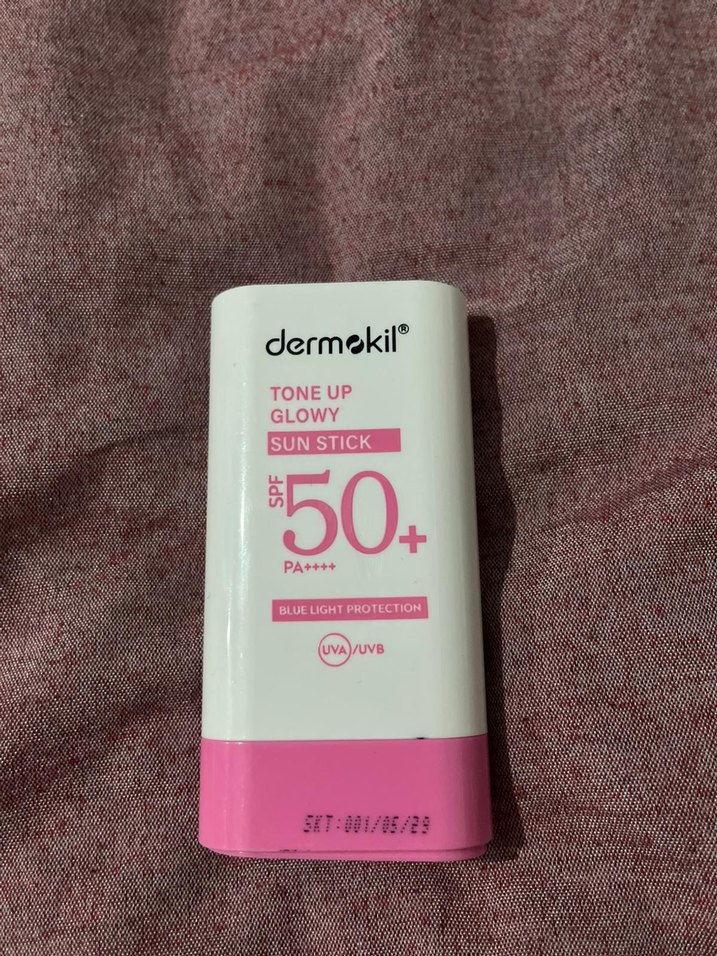 dermokil®
TONE UP
GLOWY
SUN STICK
SPF
50+
PA++++
BLUE LIGHT PROTECTION
UVA/UVB
SKT:001/05/29